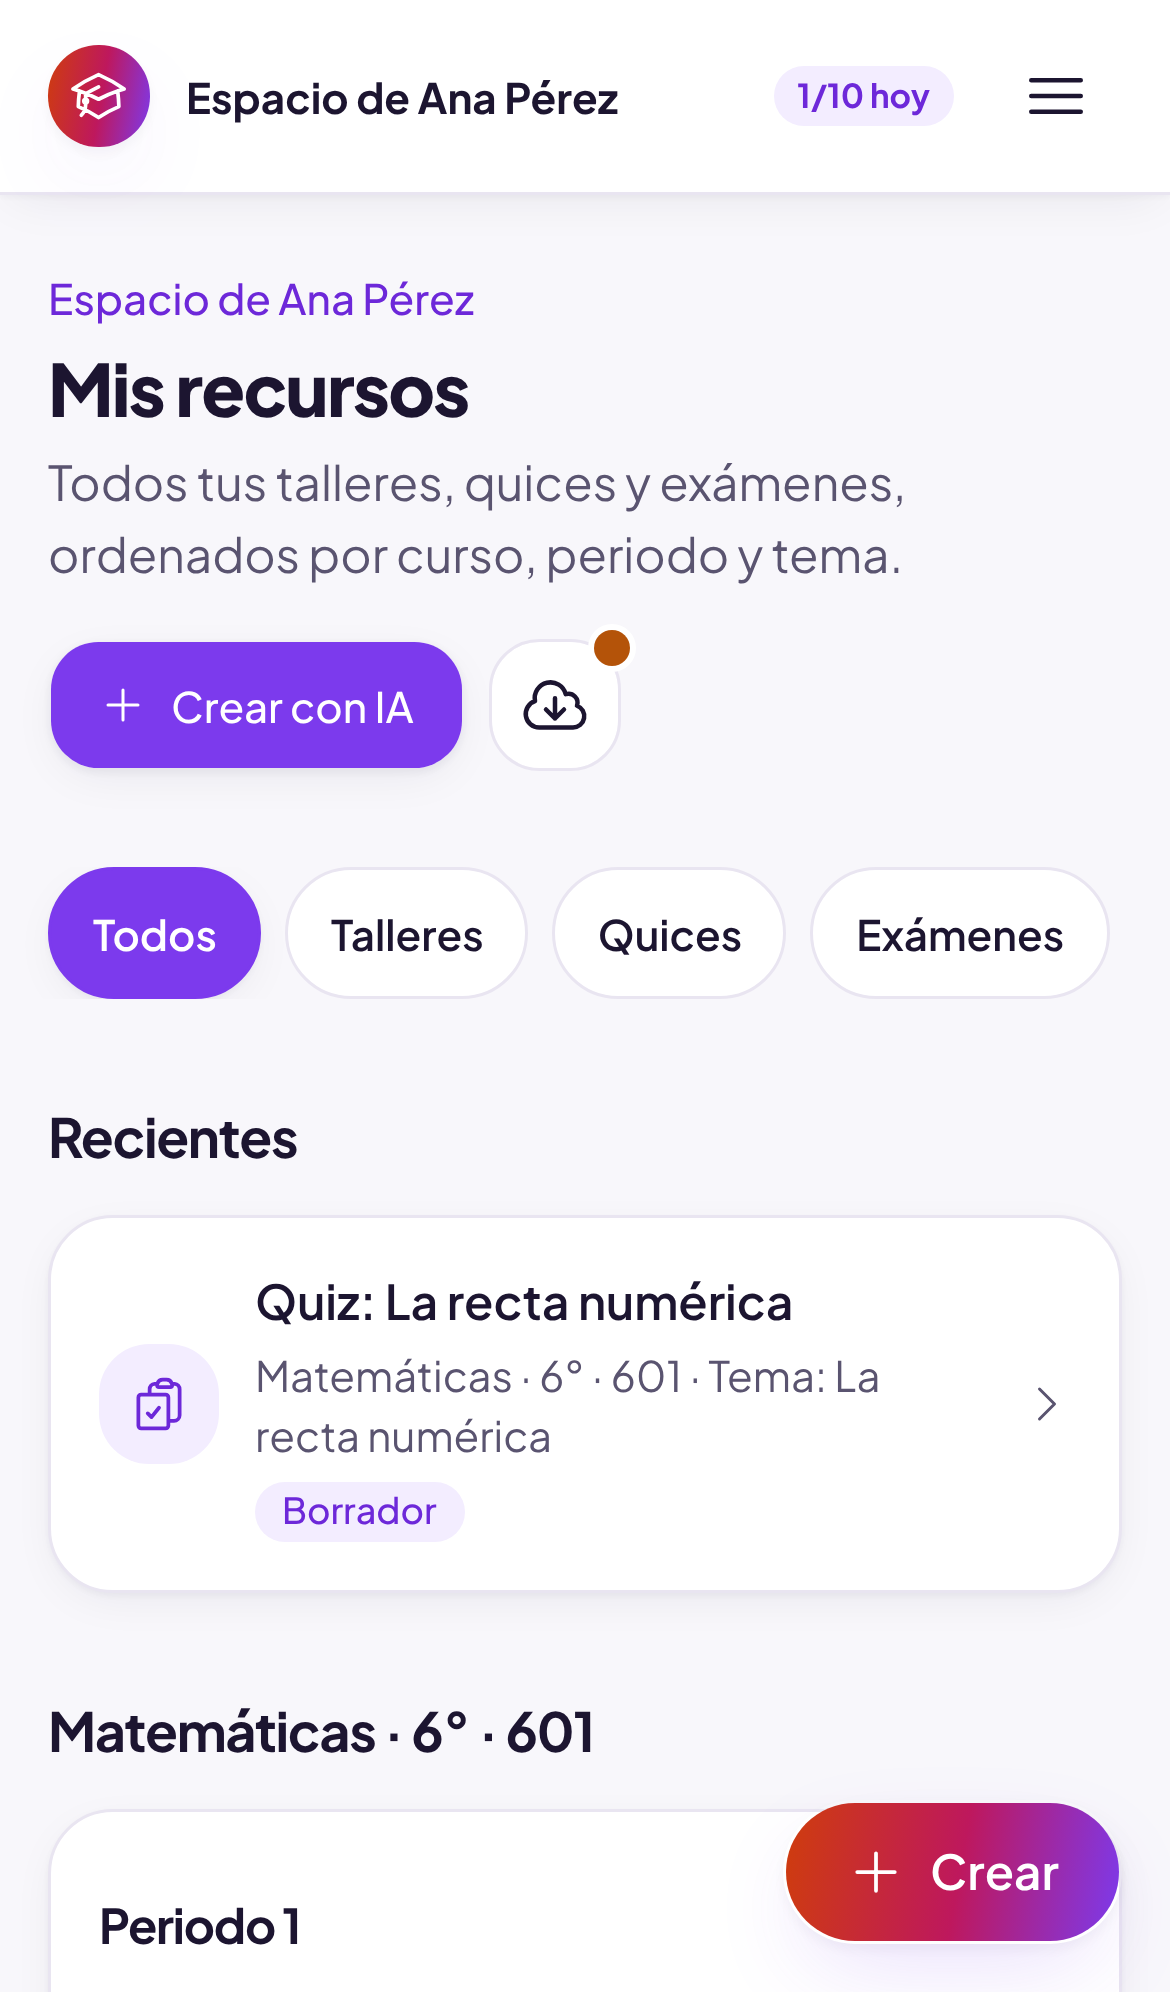 Espacio de Ana Pérez
1/10 hoy
Espacio de Ana Pérez
Mis recursos
Todos tus talleres, quices y exámenes,
ordenados por curso, periodo y tema.
Crear con IA
Todos
Talleres
Quices
Exámenes
Recientes
Quiz: La recta numérica
Matemáticas · 6° · 601 · Tema: La
recta numérica
Borrador
Matemáticas · 6° · 601
Crear
Periodo 1